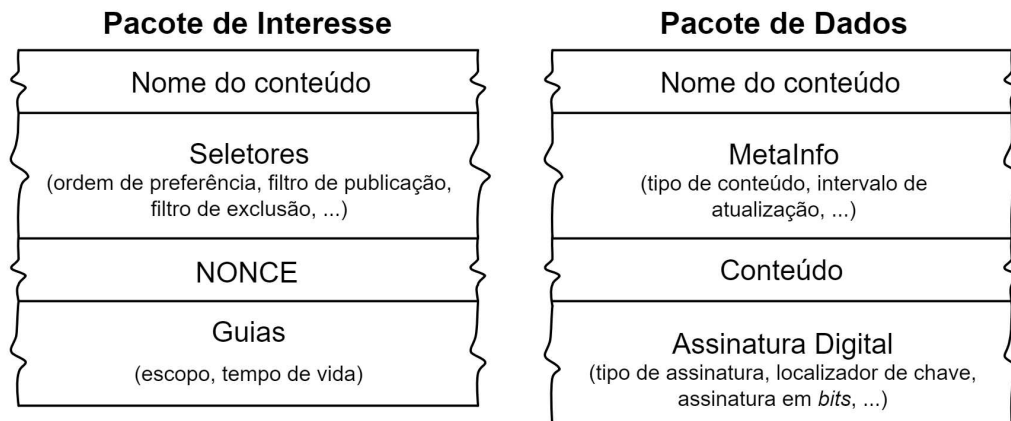 Pacote de Interesse
Nome do conteúdo
Seletores
(ordem de preferência, filtro de publicação,
filtro de exclusão, ...)
NONCE
Guias
(escopo, tempo de vida)
Pacote de Dados
Nome do conteúdo
MetaInfo
(tipo de conteúdo, intervalo de
atualização, ...)
Conteúdo
Assinatura Digital
(tipo de assinatura, localizador de chave,
assinatura em bits, ...)